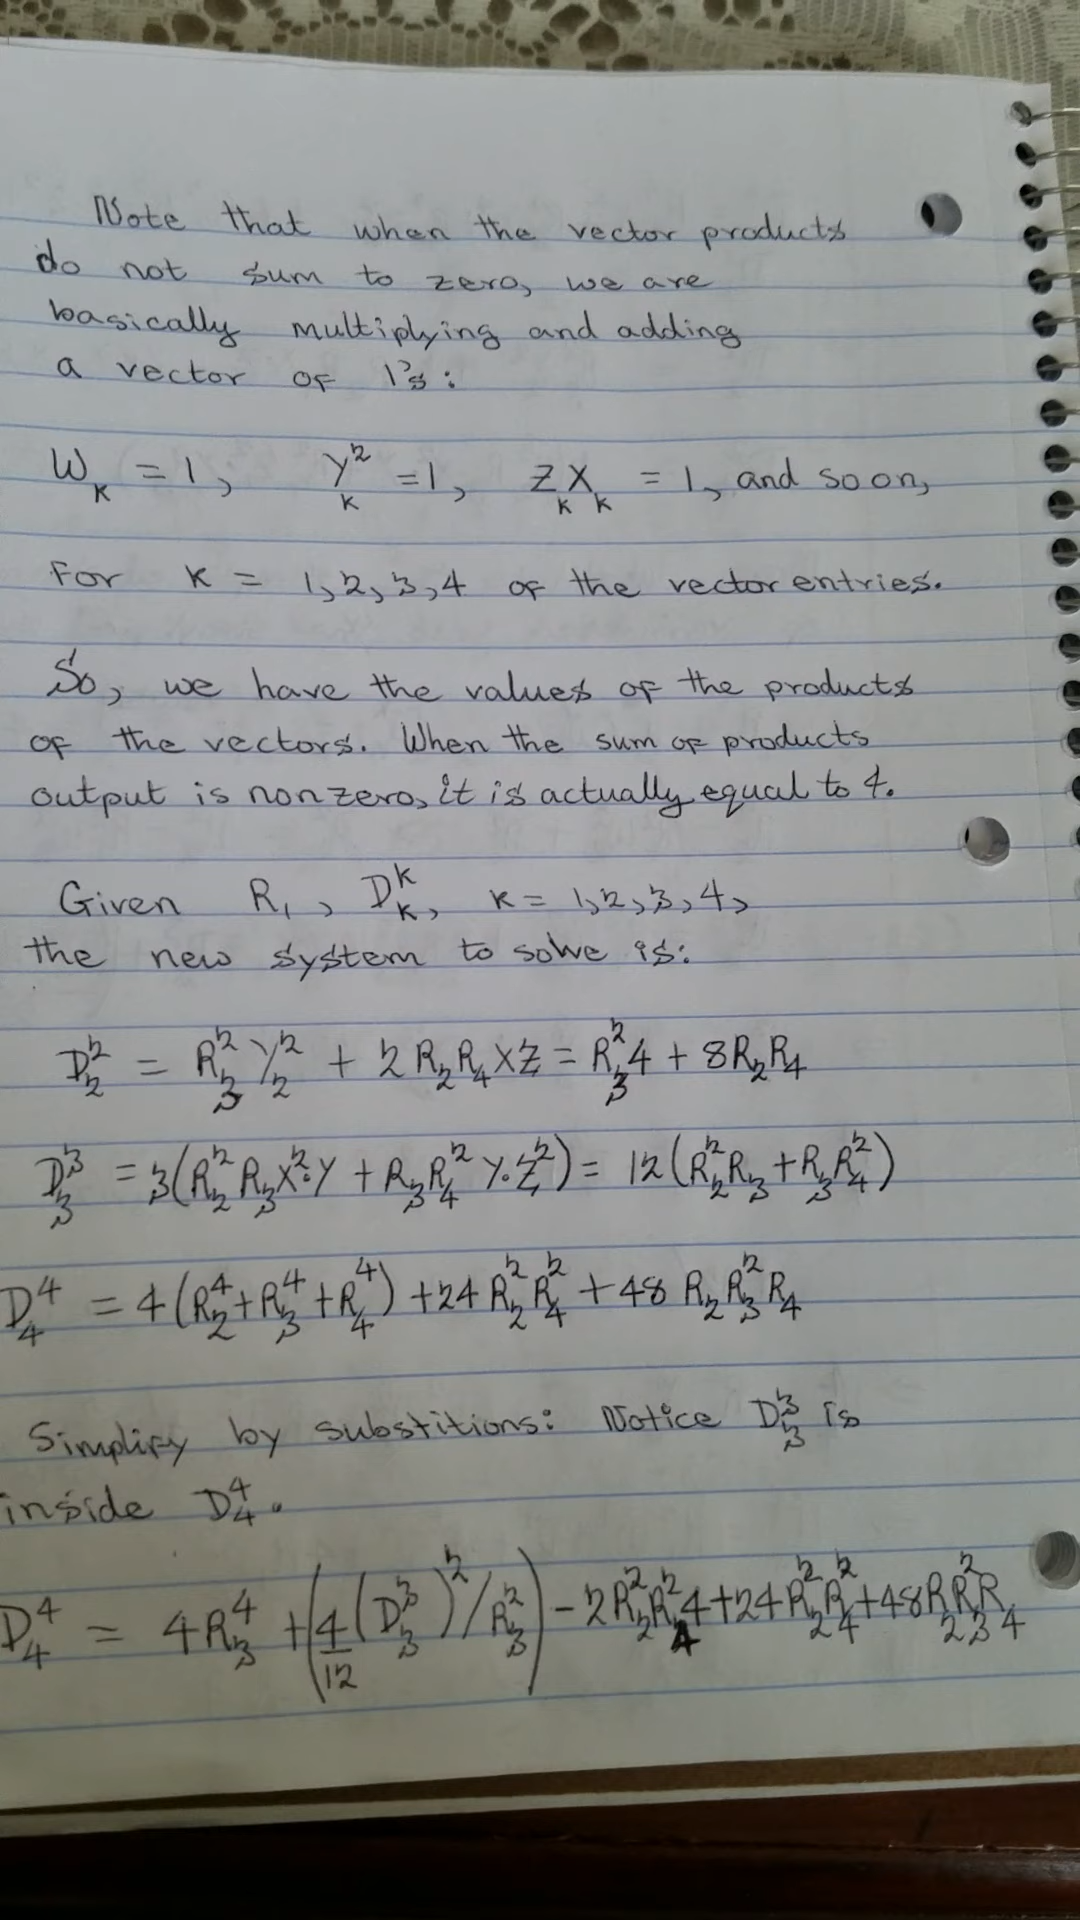 Note that when the vector products
do not sum to zero, we are
basically multiplying and adding
a vector of 1's:
W_k = 1, Y_k^2 = 1, Z_k X_k = 1, and so on,
For k = 1,2,3,4 of the vector entries.
So, we have the values of the products
of the vectors. When the sum of products
output is nonzero, it is actually equal to 4.
Given R_1, D_k^k, k = 1,2,3,4,
the new system to solve is:
D_2^2 = R_3^2 Y_2^2 + 2 R_2 R_4 XZ = R_3^2 4 + 8 R_2 R_4
D_3^3 = 3(R_2^2 R_3 X^2·Y + R_3 R_4^2 Y·Z^2) = 12(R_2^2 R_3 + R_3 R_4^2)
D_4^4 = 4(R_2^4 + R_3^4 + R_4^4) + 24 R_2^2 R_4^2 + 48 R_2 R_3^2 R_4
Simplify by substitions: Notice D_3^3 is
inside D_4^4.
D_4^4 = 4R_3^4 + (4/12 (D_3^3)^2 / R_3^2) - 2R_2^2 R_4^2 4 + 24 R_2^2 R_4^2 + 48 R_2 R_3^2 R_4